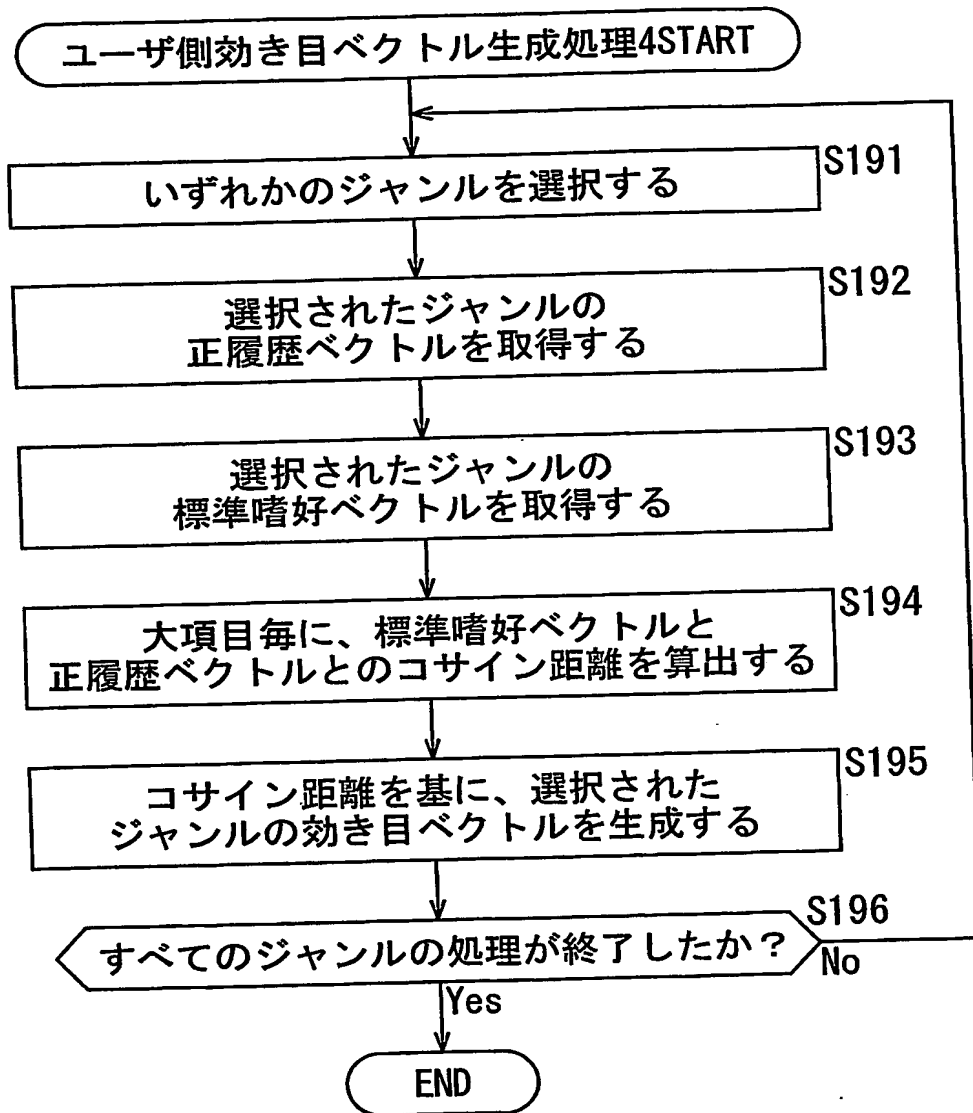 ユーザ側効き目ベクトル生成処理4START
S191
いずれかのジャンルを選択する
S192
選択されたジャンルの
正履歴ベクトルを取得する
S193
選択されたジャンルの
標準嗜好ベクトルを取得する
S194
大項目毎に、標準嗜好ベクトルと
正履歴ベクトルとのコサイン距離を算出する
S195
コサイン距離を基に、選択された
ジャンルの効き目ベクトルを生成する
S196
すべてのジャンルの処理が終了したか？
No
Yes
END